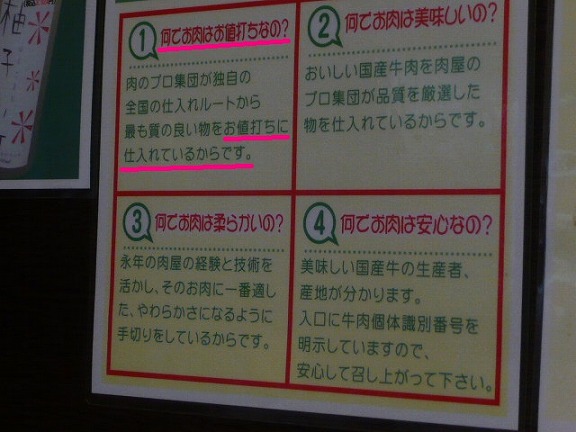 1 何でお肉はお値打ちなの?
肉のプロ集団が独自の
全国の仕入れルートから
最も質の良い物をお値打ちに
仕入れているからです。
2 何でお肉は美味しいの?
おいしい国産牛肉を肉屋の
プロ集団が品質を厳選した
物を仕入れているからです。
3 何でお肉は柔らかいの?
永年の肉屋の経験と技術を
活かし、そのお肉に一番適し
た、やわらかさになるように
手切りをしているからです。
4 何でお肉は安心なの?
美味しい国産牛の生産者、
産地が分かります。
入口に牛肉個体識別番号を
明示していますので、
安心して召し上がって下さい。